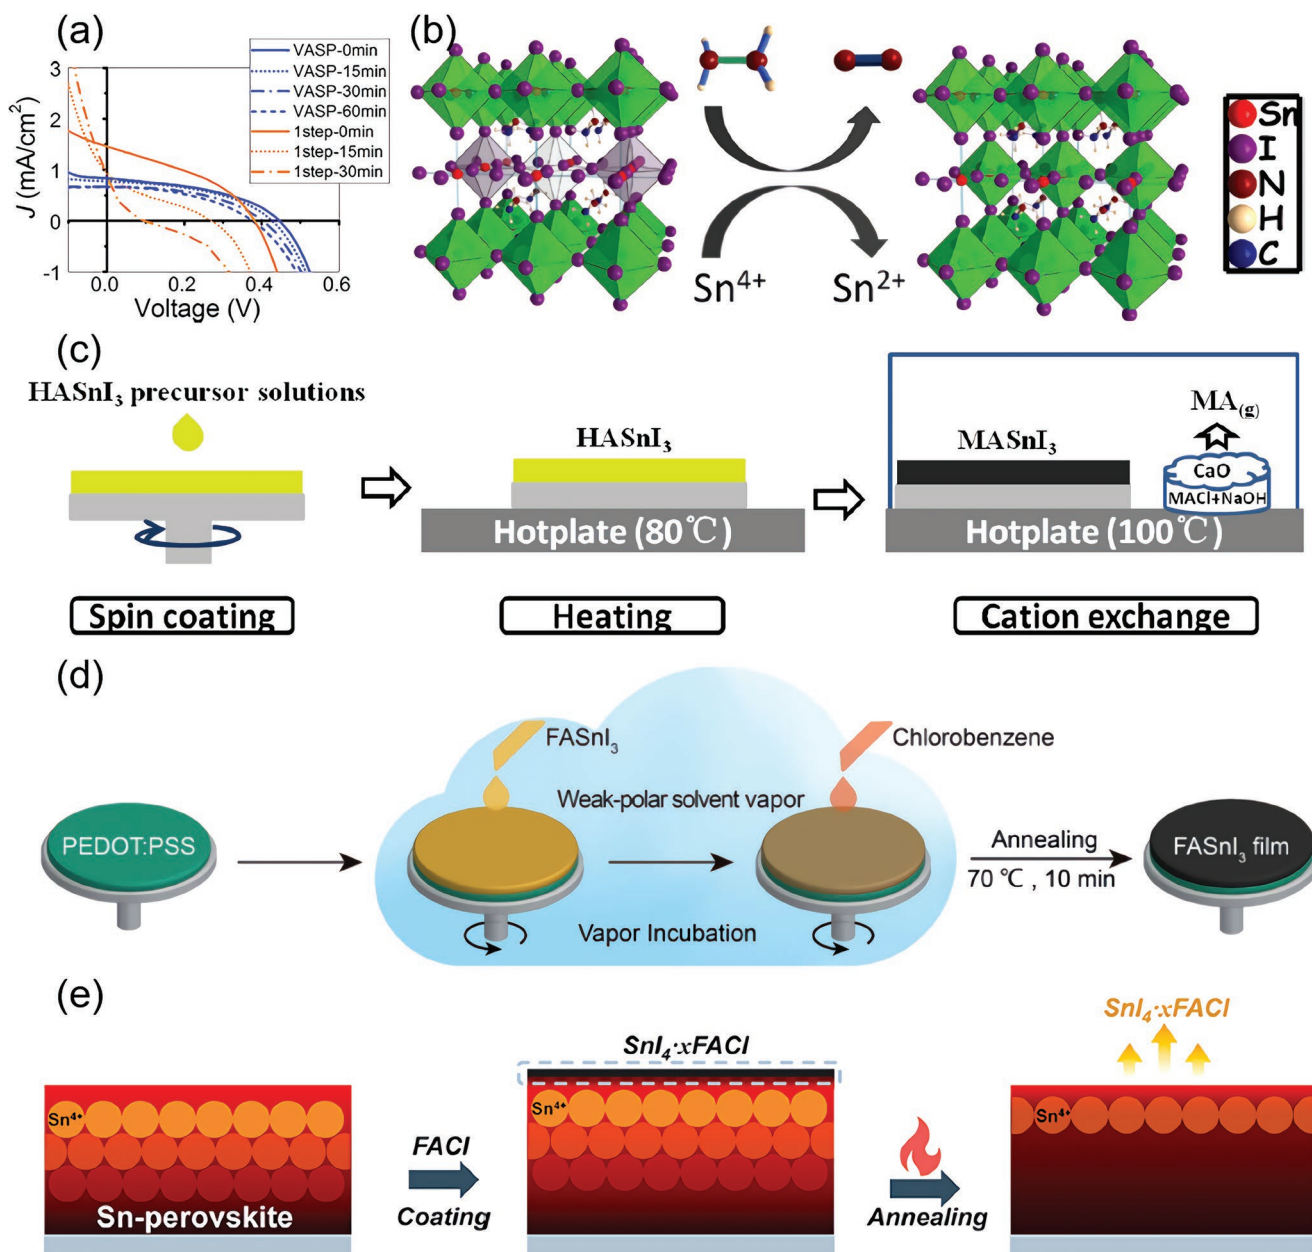 (a)
VASP-0min
VASP-15min
VASP-30min
VASP-60min
1step-0min
1step-15min
1step-30min
3
2
1
0
-1
J (mA/cm²)
0.0 0.2 0.4 0.6
Voltage (V)
(b)
Sn⁴⁺
Sn²⁺
Sn
I
N
H
C
(c)
HASnI₃ precursor solutions
Spin coating
HASnI₃
Hotplate (80℃)
Heating
MASnI₃
MA(g)
CaO
MACl+NaOH
Hotplate (100℃)
Cation exchange
(d)
PEDOT:PSS
FASnI₃
Chlorobenzene
Weak-polar solvent vapor
Vapor Incubation
Annealing
70 ℃ , 10 min
FASnI₃ film
(e)
Sn⁴⁺
Sn-perovskite
FACl
Coating
SnI₄·xFACl
Sn⁴⁺
Annealing
SnI₄·xFACl
Sn⁴⁺